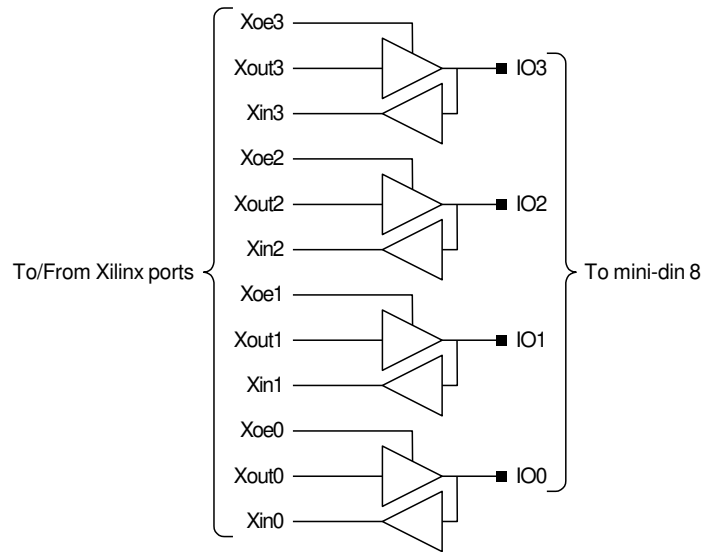 Xoe3
Xout3
IO3
Xin3
Xoe2
Xout2
IO2
Xin2
To/From Xilinx ports
To mini-din 8
Xoe1
Xout1
IO1
Xin1
Xoe0
Xout0
IO0
Xin0